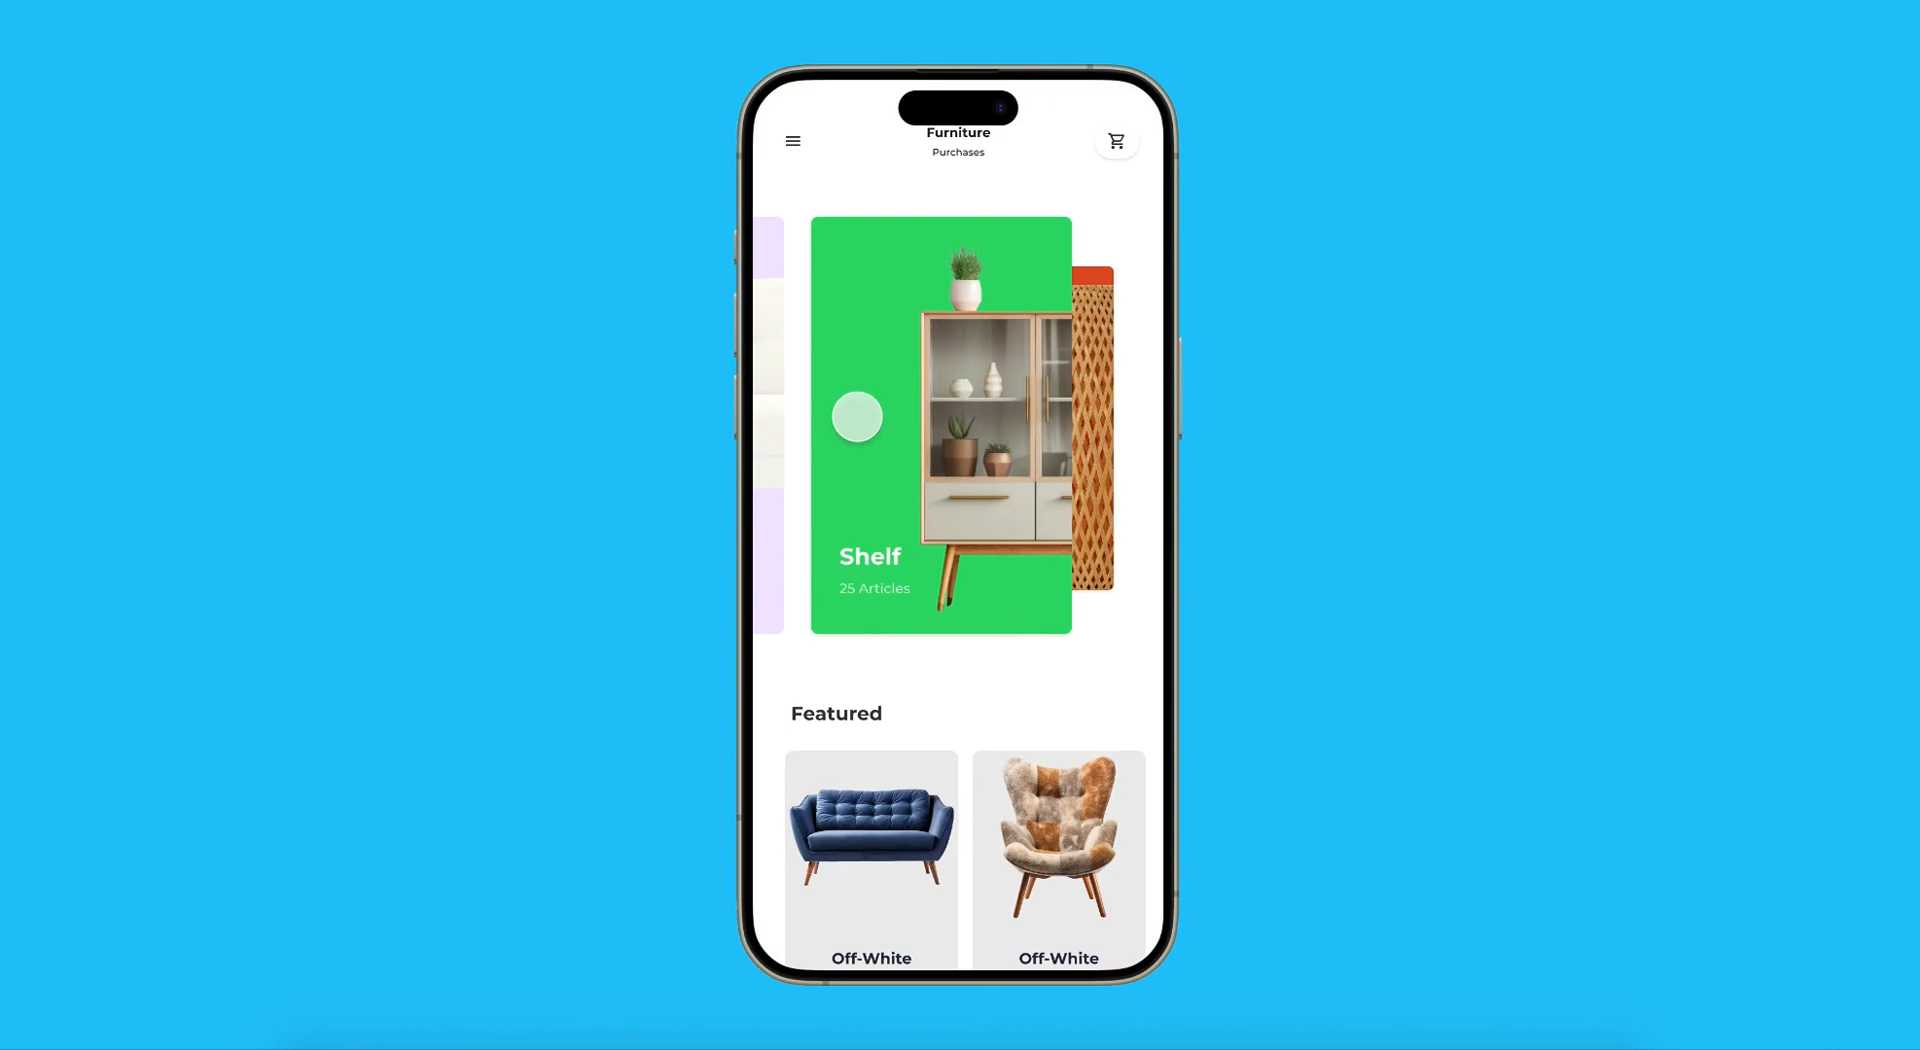 Furniture
Purchases
Shelf
25 Articles
Featured
Off-White
Off-White